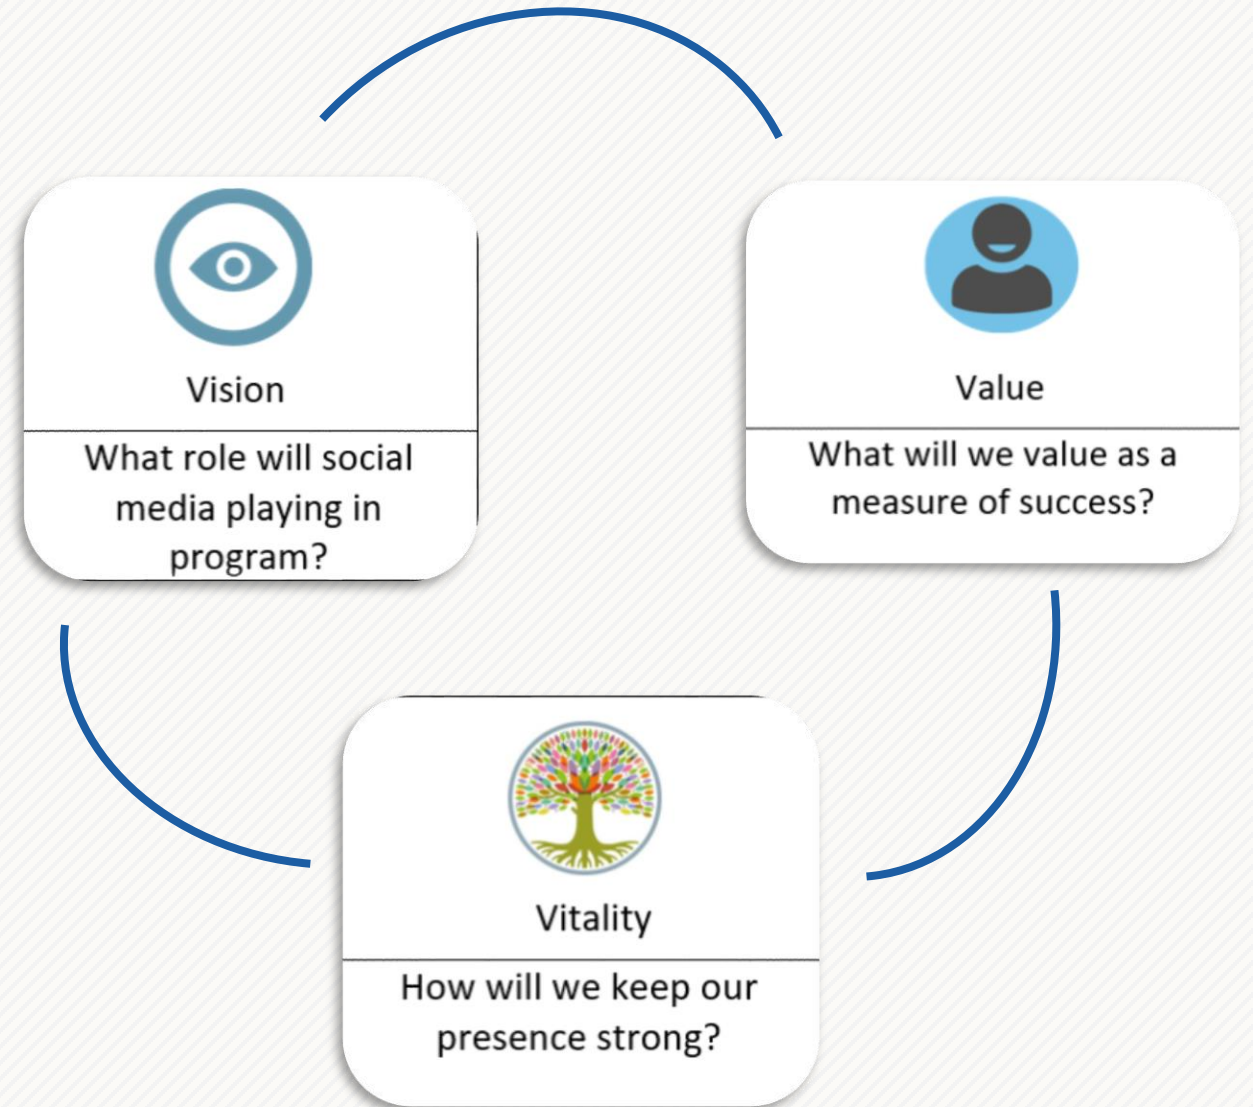 Vision
What role will social
media playing in
program?
Value
What will we value as a
measure of success?
Vitality
How will we keep our
presence strong?